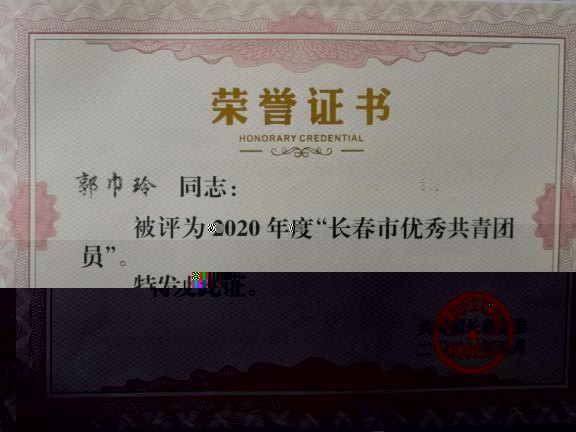 荣誉证书
HONORARY CREDENTIAL
郭巾玲 同志：
被评为2020年度“长春市优秀共青团
员”。
特发此证。